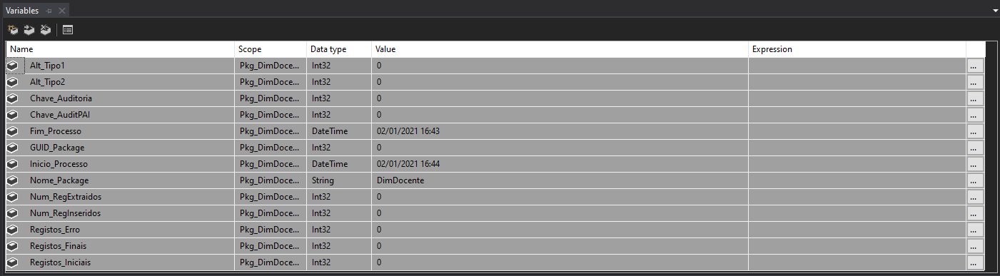 Variables
Name Scope Data type Value Expression
Alt_Tipo1 Pkg_DimDoce... Int32 0 ...
Alt_Tipo2 Pkg_DimDoce... Int32 0 ...
Chave_Auditoria Pkg_DimDoce... Int32 0 ...
Chave_AuditPAI Pkg_DimDoce... Int32 0 ...
Fim_Processo Pkg_DimDoce... DateTime 02/01/2021 16:43 ...
GUID_Package Pkg_DimDoce... Int32 0 ...
Inicio_Processo Pkg_DimDoce... DateTime 02/01/2021 16:44 ...
Nome_Package Pkg_DimDoce... String DimDocente ...
Num_RegExtraidos Pkg_DimDoce... Int32 0 ...
Num_RegInseridos Pkg_DimDoce... Int32 0 ...
Registos_Erro Pkg_DimDoce... Int32 0 ...
Registos_Finais Pkg_DimDoce... Int32 0 ...
Registos_Iniciais Pkg_DimDoce... Int32 0 ...